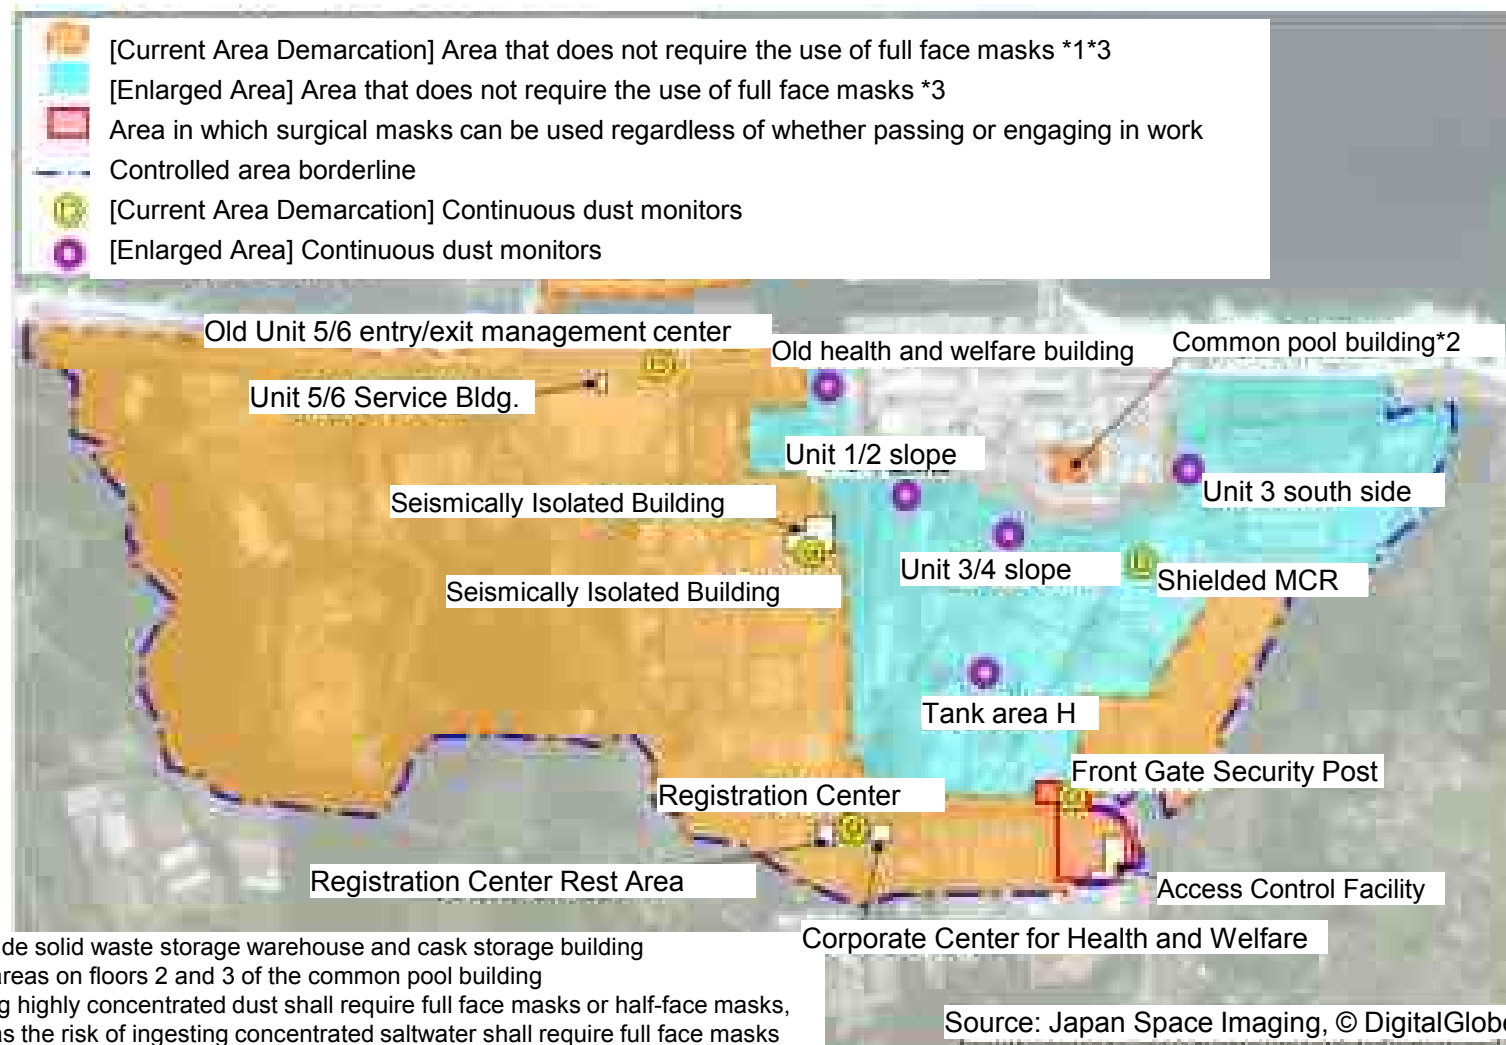 [Current Area Demarcation] Area that does not require the use of full face masks *1*3
[Enlarged Area] Area that does not require the use of full face masks *3
Area in which surgical masks can be used regardless of whether passing or engaging in work
Controlled area borderline
[Current Area Demarcation] Continuous dust monitors
[Enlarged Area] Continuous dust monitors
Old Unit 5/6 entry/exit management center
Old health and welfare building
Common pool building*2
Unit 5/6 Service Bldg.
Unit 1/2 slope
Seismically Isolated Building
Unit 3 south side
Unit 3/4 slope
Shielded MCR
Seismically Isolated Building
Tank area H
Front Gate Security Post
Registration Center
Registration Center Rest Area
Access Control Facility
Corporate Center for Health and Welfare
de solid waste storage warehouse and cask storage building
areas on floors 2 and 3 of the common pool building
g highly concentrated dust shall require full face masks or half-face masks,
as the risk of ingesting concentrated saltwater shall require full face masks
Source: Japan Space Imaging, © DigitalGlobe